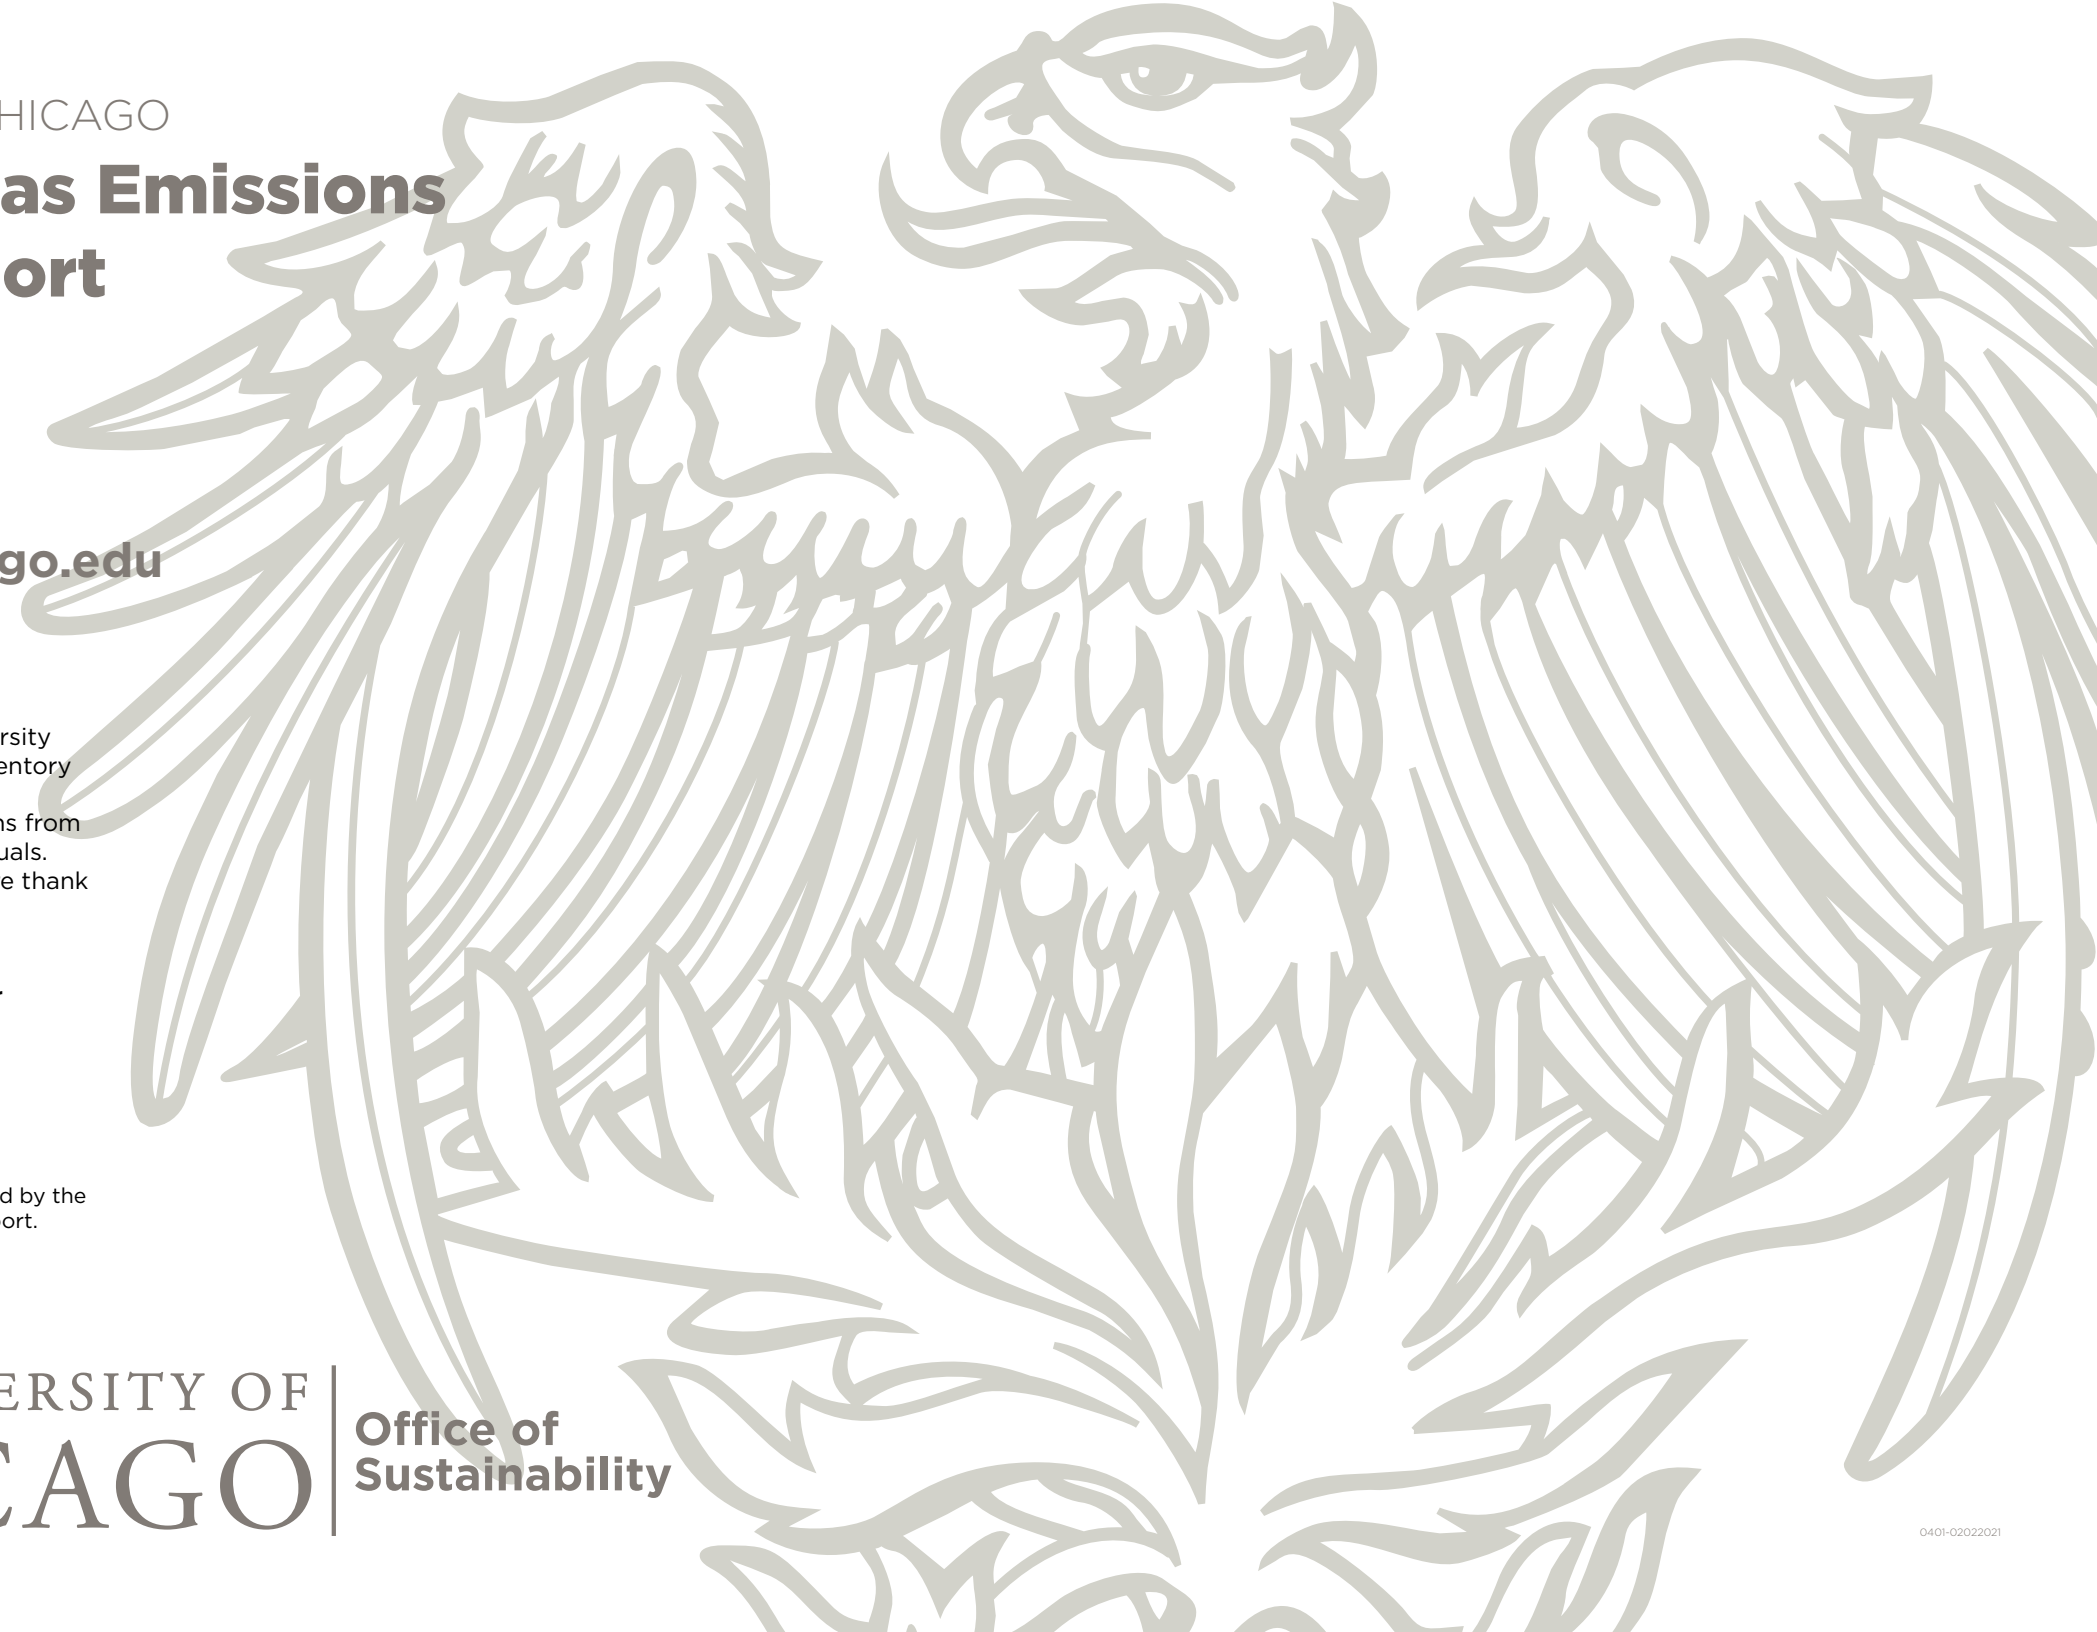 HICAGO
as Emissions
ort
go.edu
rsity
entory
ns from
uals.
e thank
d by the
ort.
ERSITY OF
CAGO
Office of
Sustainability
0401-02022021